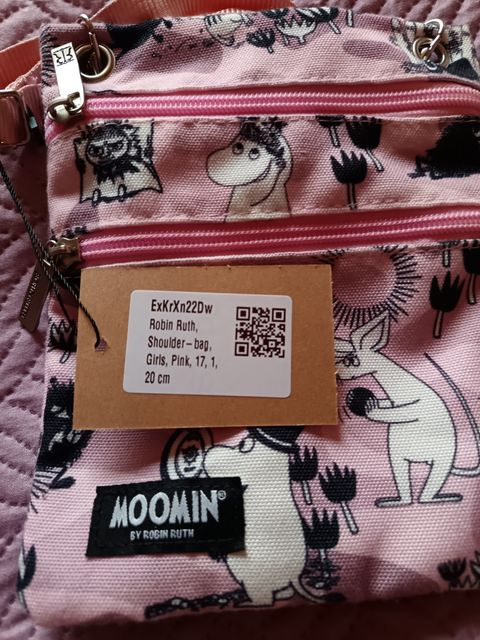 ExKrXn22Dw
Robin Ruth,
Shoulder-bag,
Girls, Pink, 17, 1,
20 cm
MOOMIN®
BY ROBIN RUTH